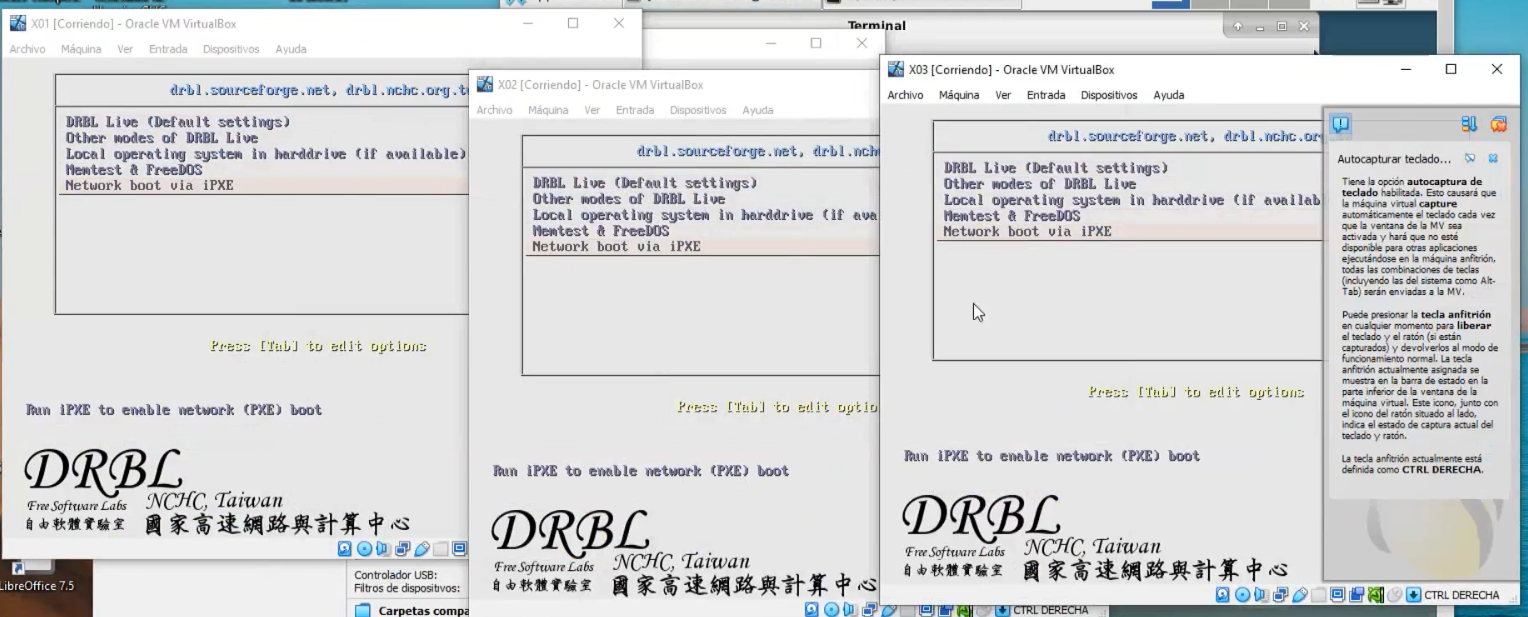 Terminal
X01 [Corriendo] - Oracle VM VirtualBox
Archivo Máquina Ver Entrada Dispositivos Ayuda
drbl.sourceforge.net, drbl.nchc.org.t
DRBL Live (Default settings)
Other modes of DRBL Live
Local operating system in harddrive (if available)
Memtest & FreeDOS
Network boot via iPXE
Press [Tab] to edit options
Run iPXE to enable network (PXE) boot
DRBL
Free Software Labs NCHC, Taiwan
自由軟體實驗室 國家高速網路與計算中心
LibreOffice 7.5
Controlador USB:
Filtros de dispositivos:
Carpetas compa
X02 [Corriendo] - Oracle VM VirtualBox
Archivo Máquina Ver Entrada Dispositivos Ayuda
drbl.sourceforge.net, drbl.nch
DRBL Live (Default settings)
Other modes of DRBL Live
Local operating system in harddrive (if ava
Memtest & FreeDOS
Network boot via iPXE
Press [Tab] to edit optio
Run iPXE to enable network (PXE) boot
DRBL
Free Software Labs NCHC, Taiwan
自由軟體實驗室 國家高速網路與計算中心
CTRL DERECHA
X03 [Corriendo] - Oracle VM VirtualBox
Archivo Máquina Ver Entrada Dispositivos Ayuda
drbl.sourceforge.net, drbl.nchc.org
DRBL Live (Default settings)
Other modes of DRBL Live
Local operating system in harddrive (if availab
Memtest & FreeDOS
Network boot via iPXE
Press [Tab] to edit options
Run iPXE to enable network (PXE) boot
DRBL
Free Software Labs NCHC, Taiwan
自由軟體實驗室 國家高速網路與計算中心
Autocapturar teclado...
Tiene la opción autocaptura de
teclado habilitada. Esto causará que
la máquina virtual capture
automáticamente el teclado cada vez
que la ventana de la MV sea
activada y hará que no esté
disponible para otras aplicaciones
ejecutándose en la máquina anfitrión,
todas las combinaciones de teclas
(incluyendo las del sistema como Alt-
Tab) serán enviadas a la MV.
Puede presionar la tecla anfitrión
en cualquier momento para liberar
el teclado y el ratón (si están
capturados) y devolverlos al modo de
funcionamiento normal. La tecla
anfitrión actualmente asignada se
muestra en la barra de estado en la
parte inferior de la ventana de la
máquina virtual. Este icono, junto con
el icono del ratón situado al lado,
indica el estado de captura actual del
teclado y ratón.
La tecla anfitrión actualmente está
definida como CTRL DERECHA.
CTRL DERECHA